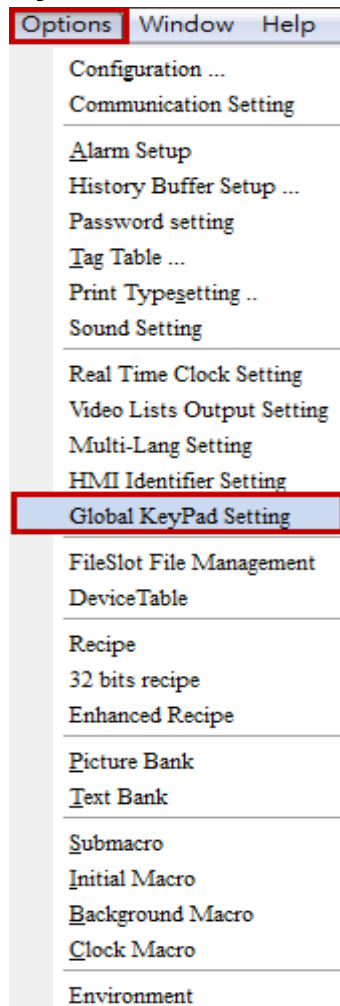 Options Window Help
Configuration ...
Communication Setting
Alarm Setup
History Buffer Setup ...
Password setting
Tag Table ...
Print Typesetting ..
Sound Setting
Real Time Clock Setting
Video Lists Output Setting
Multi-Lang Setting
HMI Identifier Setting
Global KeyPad Setting
FileSlot File Management
DeviceTable
Recipe
32 bits recipe
Enhanced Recipe
Picture Bank
Text Bank
Submacro
Initial Macro
Background Macro
Clock Macro
Environment